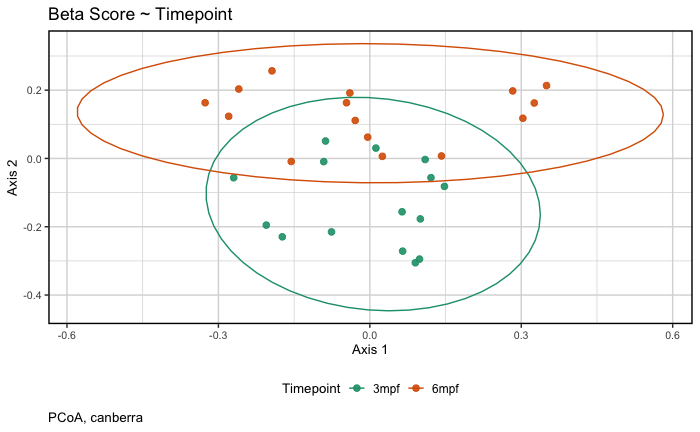 Beta Score ~ Timepoint
Axis 2
0.2
0.0
-0.2
-0.4
-0.6 -0.3 0.0 0.3 0.6
Axis 1
Timepoint 3mpf 6mpf
PCoA, canberra